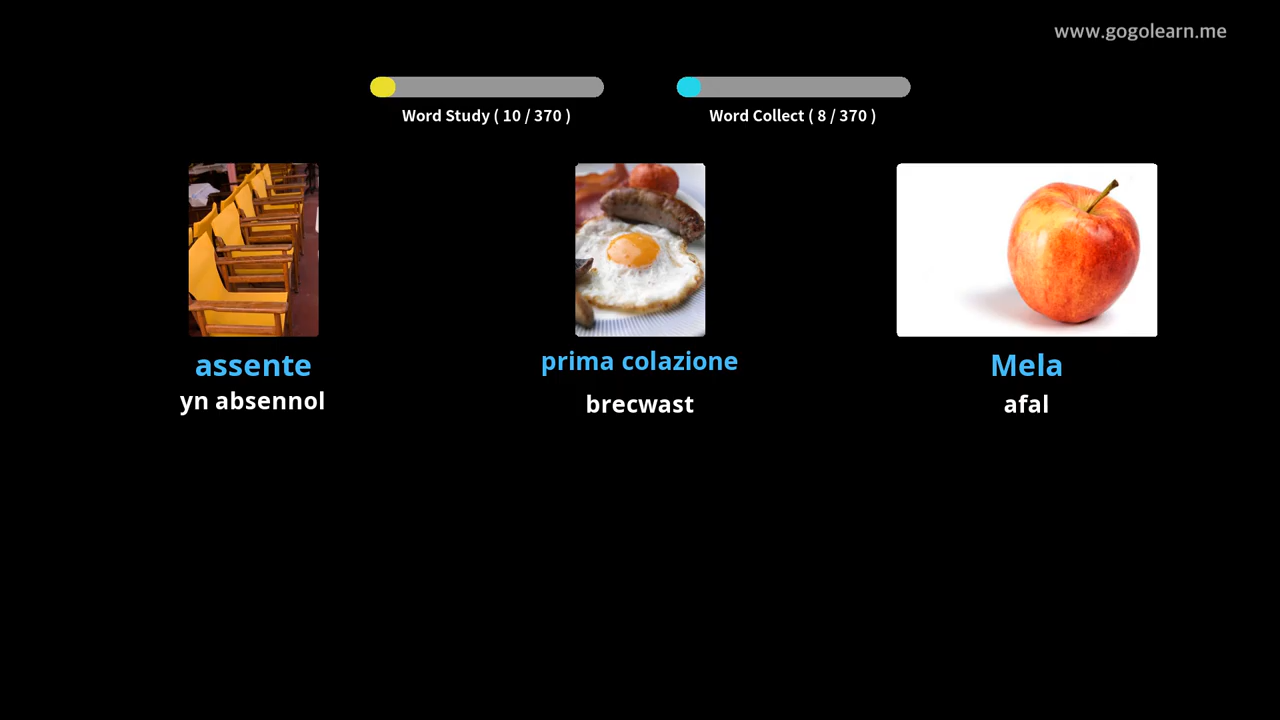 www.gogolearn.me
Word Study ( 10 / 370 )
Word Collect ( 8 / 370 )
assente
yn absennol
prima colazione
brecwast
Mela
afal